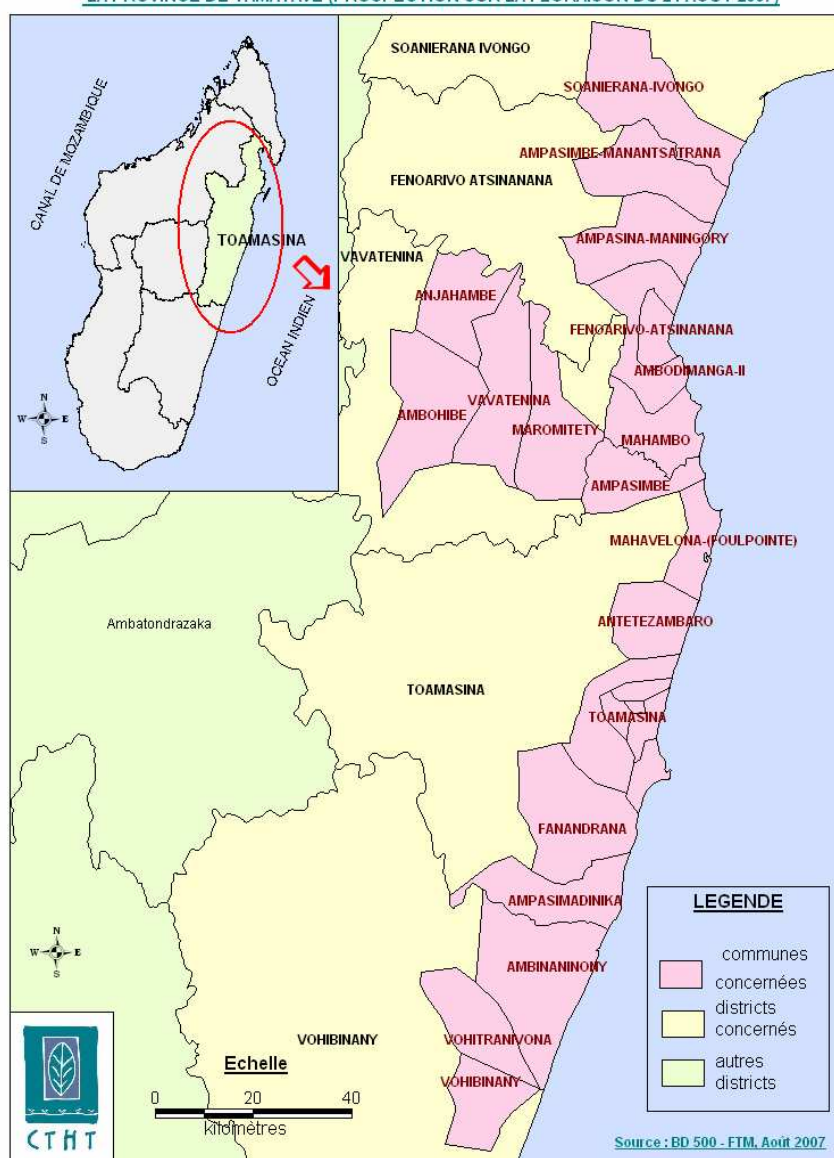 CANAL DE MOZAMBIQUE
TOAMASINA
OCEAN INDIEN
N
W E
S
SOANIERANA IVONGO
SOANIERANA-IVONGO
AMPASIMBE-MANANTSATRANA
FENOARIVO ATSINANANA
AMPASINA-MANINGORY
VAVATENINA
ANJAHAMBE
FENOARIVO-ATSINANANA
AMBODIMANGA-II
VAVATENINA
AMBOHIBE
MAROMITETY
MAHAMBO
AMPASIMBE
MAHAVELONA-(FOULPOINTE)
ANTETEZAMBARO
Ambatondrazaka
TOAMASINA
TOAMASINA
FANANDRANA
AMPASIMADINIKA
AMBINANINONY
VOHIBINANY
VOHITRANIVONA
VOHIBINANY
N
W E
S
LEGENDE
communes
concernées
districts
concernés
autres
districts
Echelle
0 20 40
kilomètres
CTHT
Source : BD 500 - FTM, Août 2007